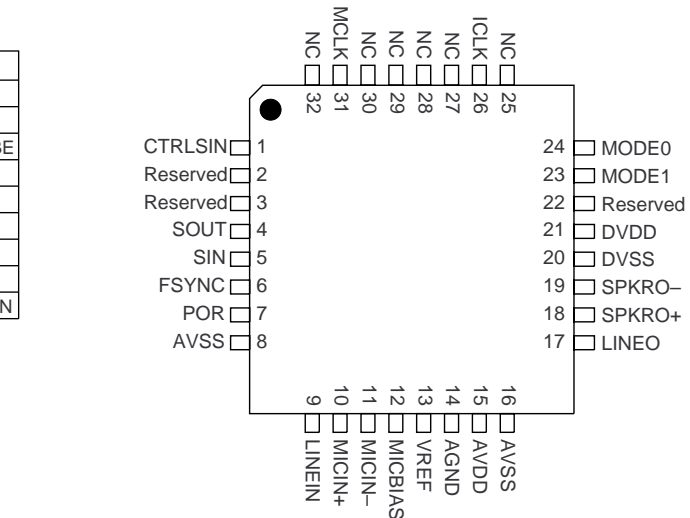 BE
N
NC MCLK NC NC NC NC ICLK NC
32 31 30 29 28 27 26 25
CTRLSIN 1
Reserved 2
Reserved 3
SOUT 4
SIN 5
FSYNC 6
POR 7
AVSS 8
24 MODE0
23 MODE1
22 Reserved
21 DVDD
20 DVSS
19 SPKRO–
18 SPKRO+
17 LINEO
9 10 11 12 13 14 15 16
LINEIN MICIN+ MICIN– MICBIAS VREF AGND AVDD AVSS